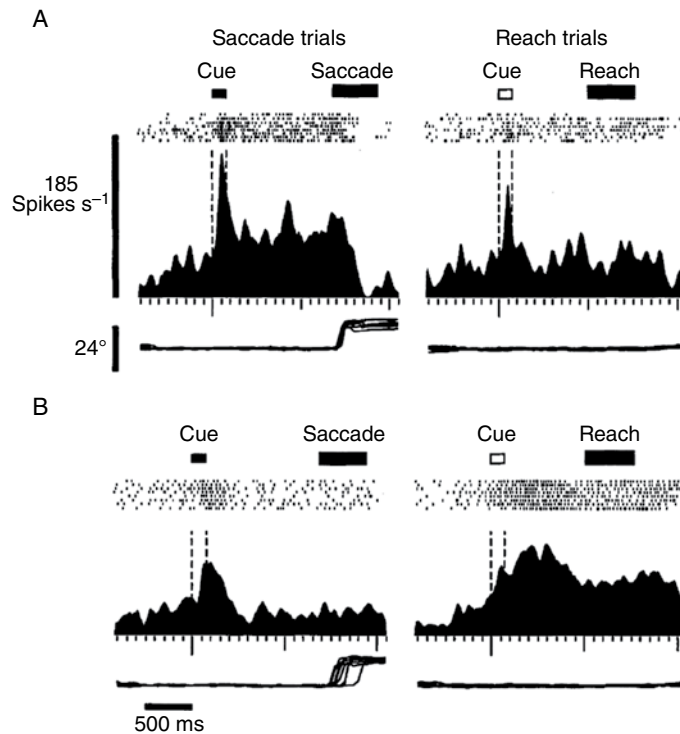 A
Saccade trials Reach trials
Cue Saccade Cue Reach
185
Spikes s⁻¹
24°
B
Cue Saccade Cue Reach
500 ms